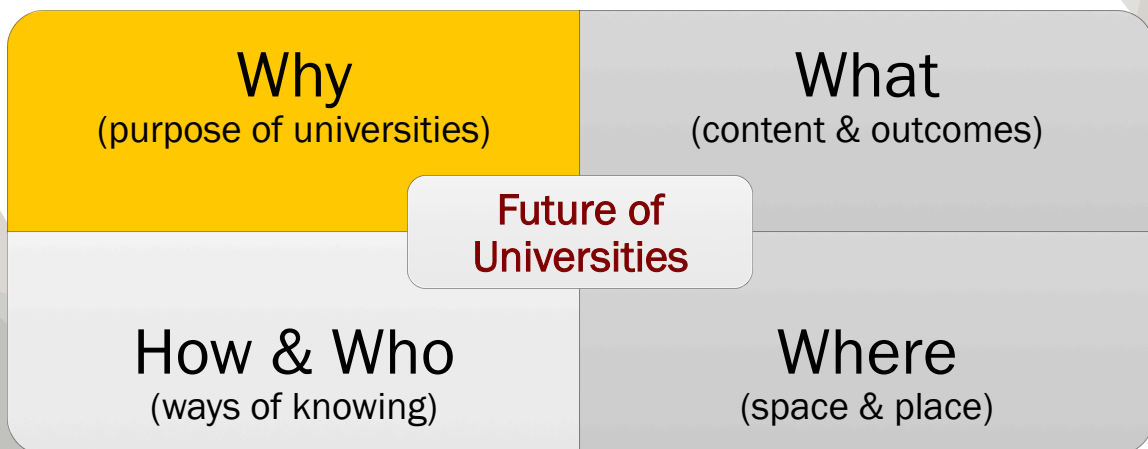 Why
(purpose of universities)
What
(content & outcomes)
Future of
Universities
How & Who
(ways of knowing)
Where
(space & place)